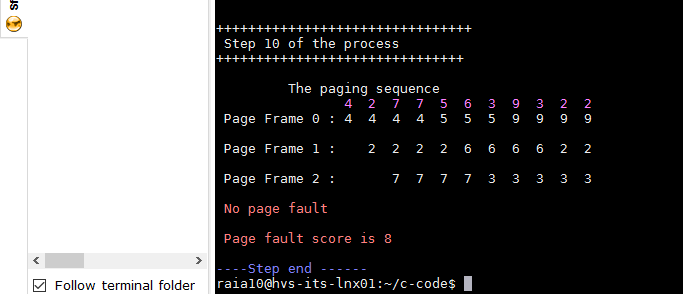 ++++++++++++++++++++++++++++++++
Step 10 of the process
+++++++++++++++++++++++++++++++
The paging sequence
4 2 7 7 5 6 3 9 3 2 2
Page Frame 0 : 4 4 4 4 5 5 5 9 9 9 9
Page Frame 1 : 2 2 2 2 6 6 6 6 2 2
Page Frame 2 : 7 7 7 7 3 3 3 3 3
No page fault
Page fault score is 8
----Step end ------
raia10@hvs-its-lnx01:~/c-code$
Follow terminal folder